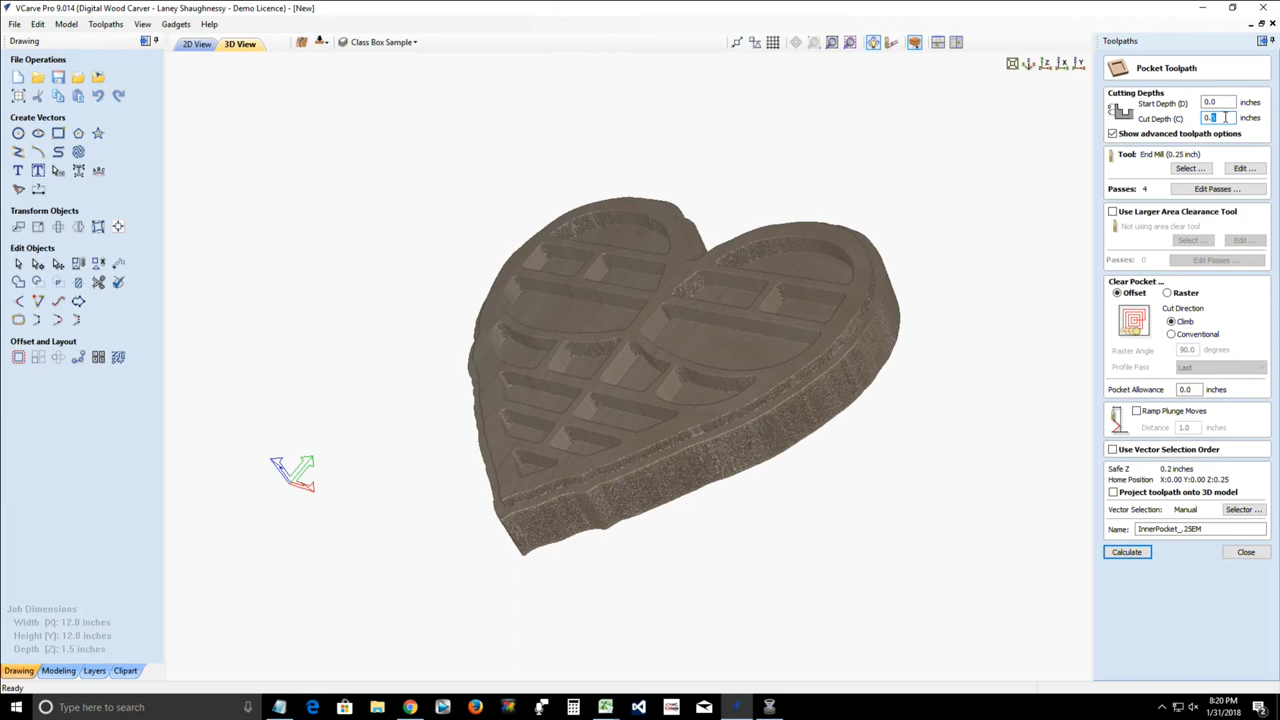 VCarve Pro 9.014 (Digital Wood Carver - Laney Shaughnessy - Demo Licence) - [New]
File Edit Model Toolpaths View Gadgets Help
Drawing
2D View 3D View
Class Box Sample
Toolpaths
File Operations
Create Vectors
Transform Objects
Edit Objects
Offset and Layout
Job Dimensions
Width (X): 12.0 inches
Height (Y): 12.0 inches
Depth (Z): 1.5 inches
Drawing Modeling Layers Clipart
Ready
Z X Y
Pocket Toolpath
Cutting Depths
Start Depth (D) 0.0 inches
Cut Depth (C) 0.5 inches
Show advanced toolpath options
Tool: End Mill (0.25 inch)
Select ... Edit ...
Passes: 4 Edit Passes ...
Use Larger Area Clearance Tool
Not using area clear tool
Select ... Edit ...
Passes: 0 Edit Passes ...
Clear Pocket ...
Offset Raster
Cut Direction
Climb
Conventional
Raster Angle 90.0 degrees
Profile Pass Last
Pocket Allowance 0.0 inches
Ramp Plunge Moves
Distance 1.0 inches
Use Vector Selection Order
Safe Z 0.2 inches
Home Position X:0.00 Y:0.00 Z:0.25
Project toolpath onto 3D model
Vector Selection: Manual Selector ...
Name: InnerPocket_.25EM
Calculate Close
Type here to search
8:20 PM
1/31/2018